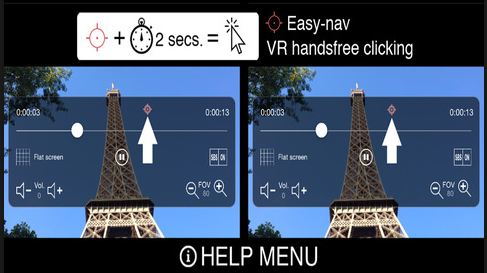 + 2 secs. =
Easy-nav
VR handsfree clicking
0:00:03 0:00:13
Flat screen
SBS ON
Vol.
0
FOV
80
0:00:03 0:00:13
Flat screen
SBS ON
Vol.
0
FOV
80
HELP MENU